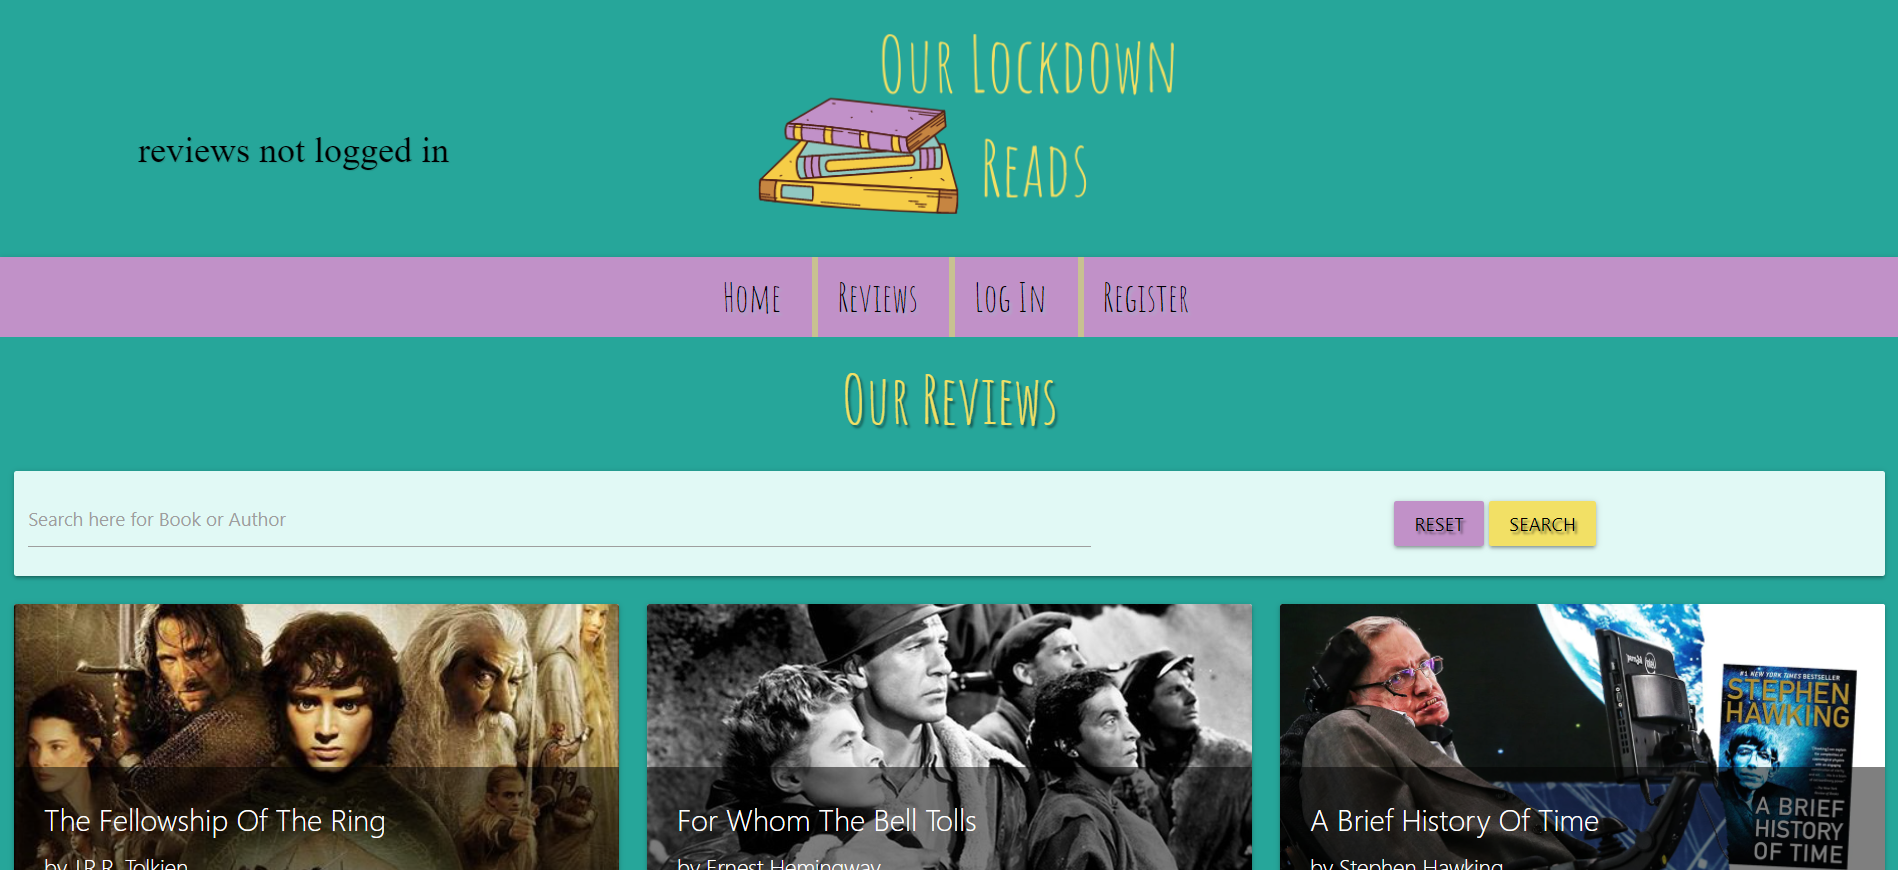 Our Lockdown
Reads
reviews not logged in
Home
Reviews
Log In
Register
Our Reviews
Search here for Book or Author
RESET
SEARCH
The Fellowship Of The Ring
by J.R.R. Tolkien
For Whom The Bell Tolls
by Ernest Hemingway
#1 NEW YORK TIMES BESTSELLER
STEPHEN
HAWKING
A BRIEF
HISTORY
OF TIME
A Brief History Of Time
by Stephen Hawking